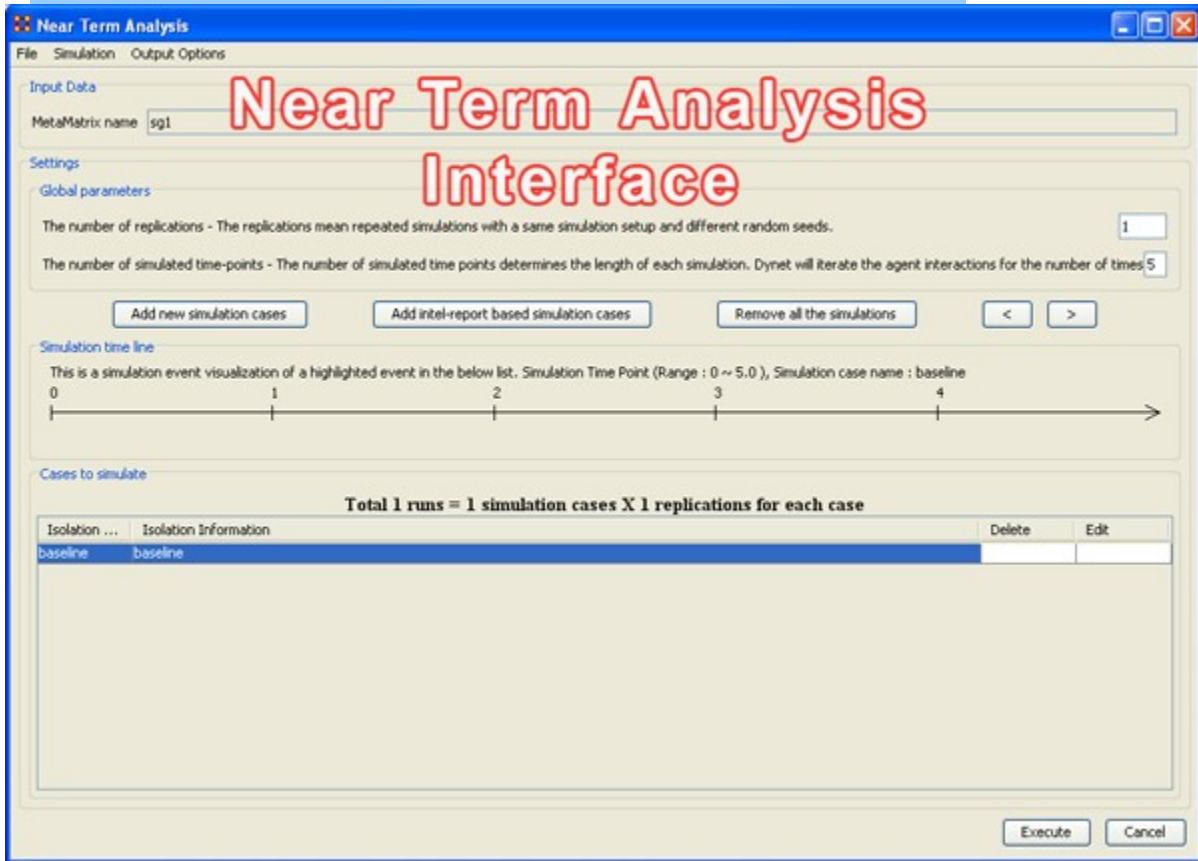 Near Term Analysis
File Simulation Output Options
Input Data
MetaMatrix name sg1
Near Term Analysis
Interface
Settings
Global parameters
The number of replications - The replications mean repeated simulations with a same simulation setup and different random seeds. 1
The number of simulated time-points - The number of simulated time points determines the length of each simulation. Dynet will iterate the agent interactions for the number of times 5
Add new simulation cases Add intel-report based simulation cases Remove all the simulations < >
Simulation time line
This is a simulation event visualization of a highlighted event in the below list. Simulation Time Point (Range : 0 ~ 5.0 ), Simulation case name : baseline
0 1 2 3 4
Cases to simulate
Total 1 runs = 1 simulation cases X 1 replications for each case
Isolation ... Isolation Information Delete Edit
baseline baseline
Execute Cancel